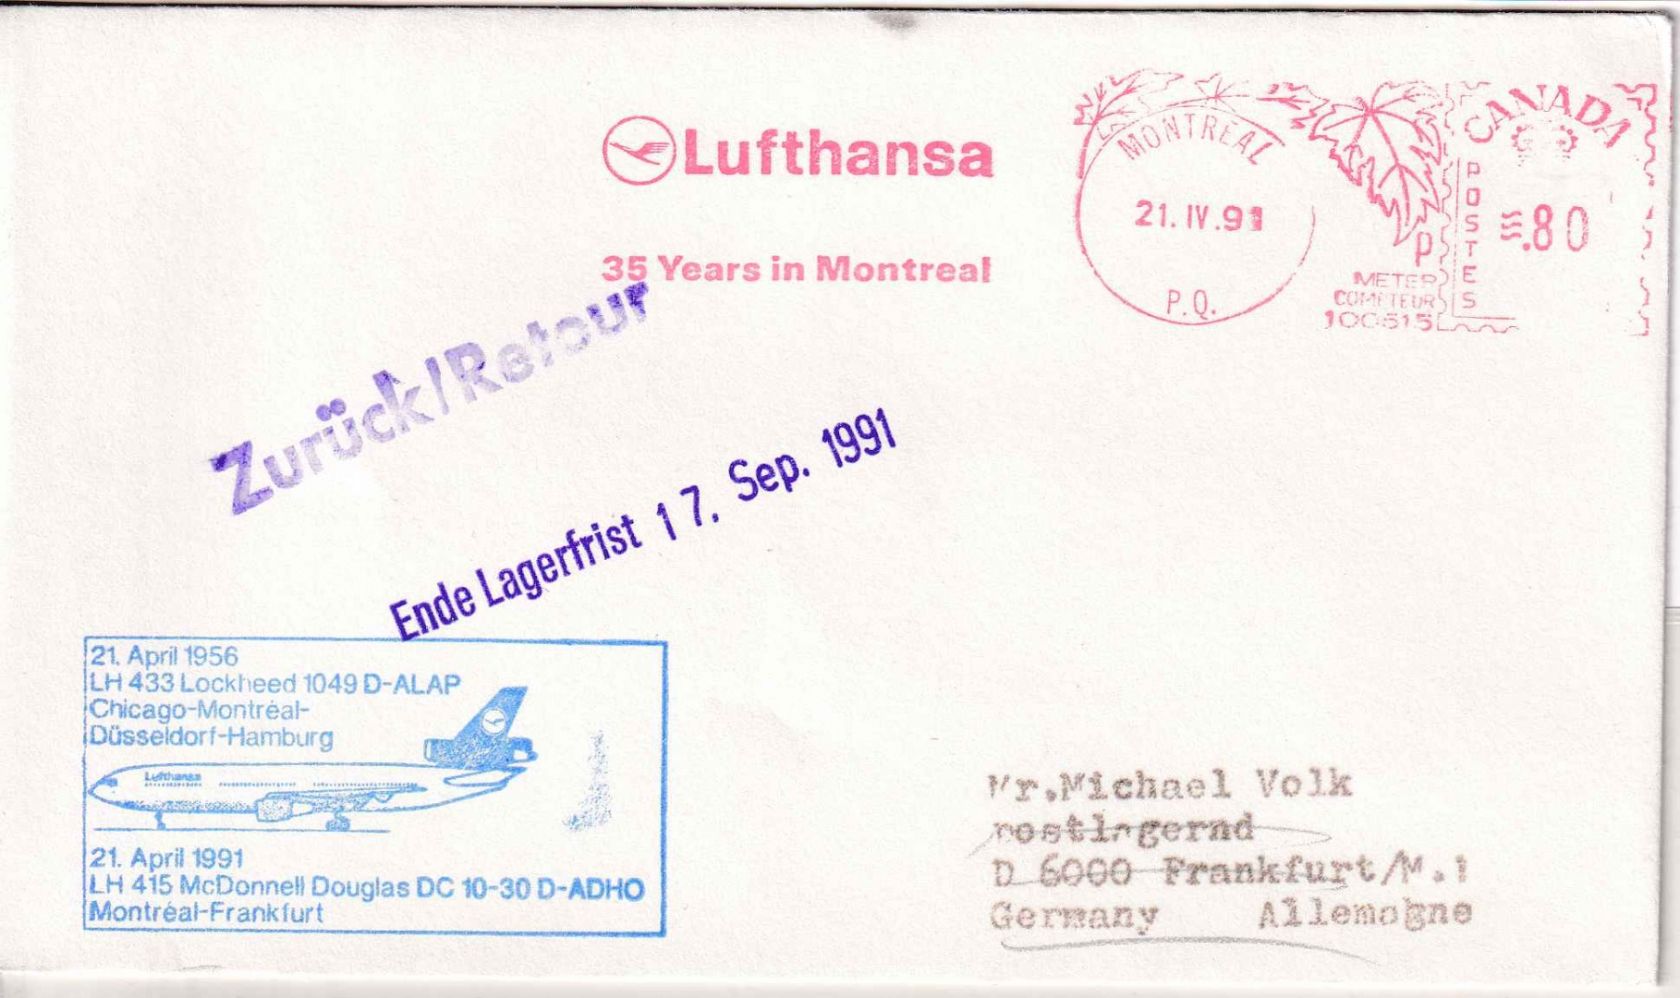 Lufthansa
35 Years in Montreal
MONTREAL
21. IV .91
P.Q.
P
METER
COMPTEUR
100515
CANADA
POSTES
.80
Zurück/Retour
Ende Lagerfrist 17. Sep. 1991
21. April 1956
LH 433 Lockheed 1049 D-ALAP
Chicago-Montréal-
Düsseldorf-Hamburg
Lufthansa
21. April 1991
LH 415 McDonnell Douglas DC 10-30 D-ADHO
Montréal-Frankfurt
Mr.Michael Volk
postlagernd
D 6000 Frankfurt/M.1
Germany Allemagne